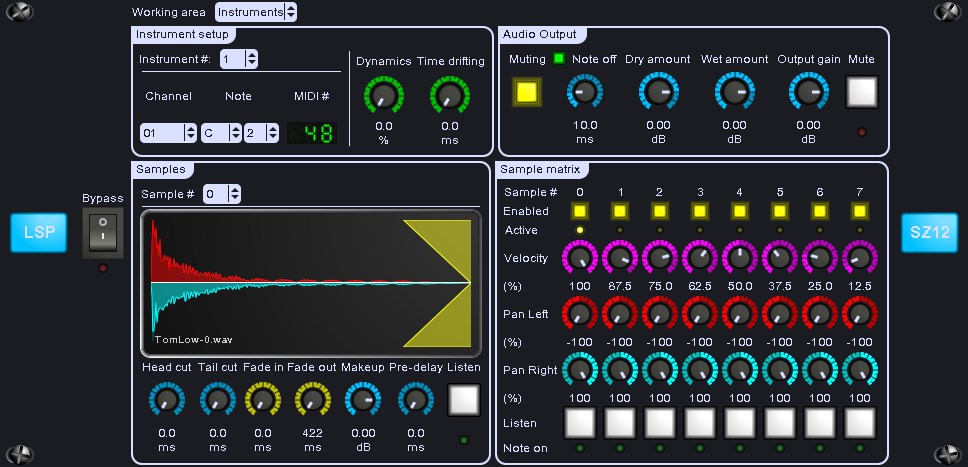 Working area Instruments
Instrument setup
Instrument #: 1
Channel Note MIDI #
01 C 2 48
Dynamics Time drifting
0.0 0.0
% ms
Audio Output
Muting Note off Dry amount Wet amount Output gain Mute
10.0 0.00 0.00 0.00
ms dB dB dB
Bypass
LSP
SZ12
Samples
Sample # 0
TomLow-0.wav
Head cut Tail cut Fade in Fade out Makeup Pre-delay Listen
0.0 0.0 0.0 422 0.00 0.0
ms ms ms ms dB ms
Sample matrix
Sample # 0 1 2 3 4 5 6 7
Enabled
Active
Velocity
(%) 100 87.5 75.0 62.5 50.0 37.5 25.0 12.5
Pan Left
(%) -100 -100 -100 -100 -100 -100 -100 -100
Pan Right
(%) 100 100 100 100 100 100 100 100
Listen
Note on